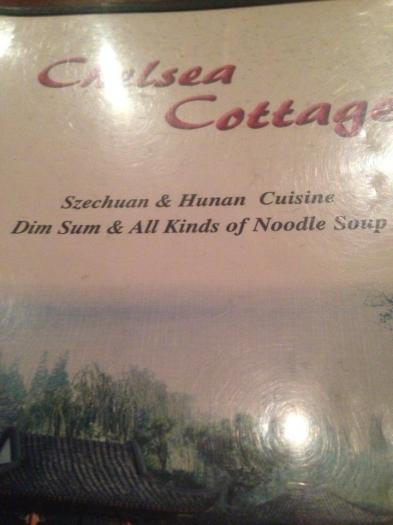 Chelsea
Cottage
Szechuan & Hunan Cuisine
Dim Sum & All Kinds of Noodle Soup